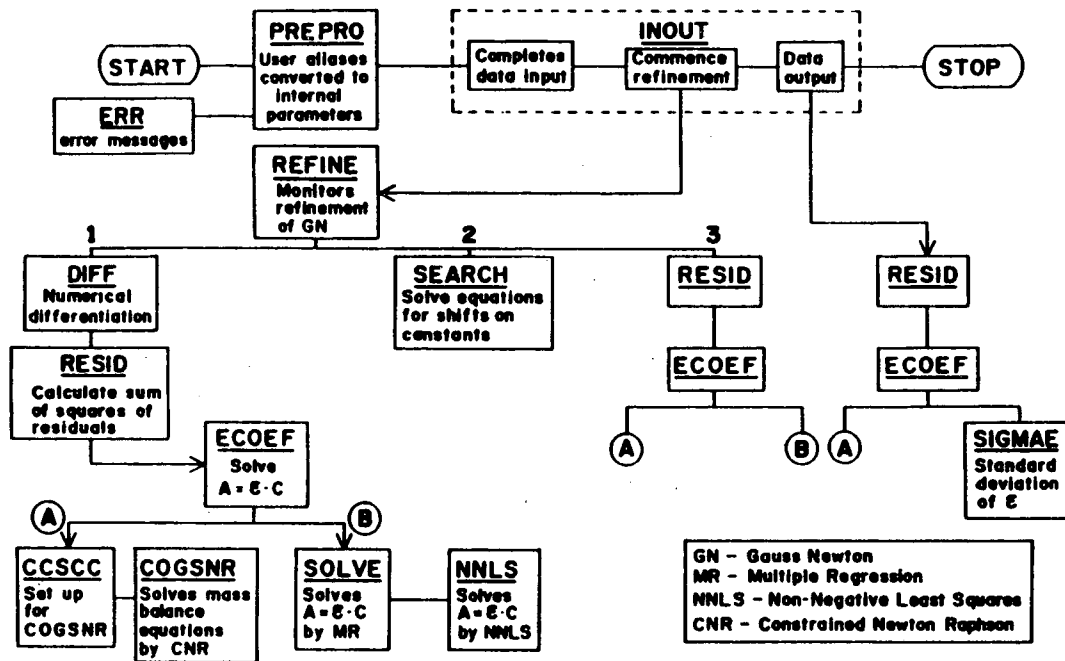 START
PREPRO
User aliases
converted to
internal
parameters
ERR
error messages
INOUT
Completes
data input
Commence
refinement
Data
output
STOP
REFINE
Monitors
refinement
of GN
1
2
3
DIFF
Numerical
differentiation
SEARCH
Solve equations
for shifts on
constants
RESID
RESID
RESID
Calculate sum
of squares of
residuals
ECOEF
ECOEF
ECOEF
Solve
A = ε · C
A
B
A
SIGMAE
Standard
deviation
of ε
A
B
CCSCC
Set up
for
COGSNR
COGSNR
Solves mass
balance
equations
by CNR
SOLVE
Solves
A = ε · C
by MR
NNLS
Solves
A = ε · C
by NNLS
GN – Gauss Newton
MR – Multiple Regression
NNLS – Non-Negative Least Squares
CNR – Constrained Newton Raphson